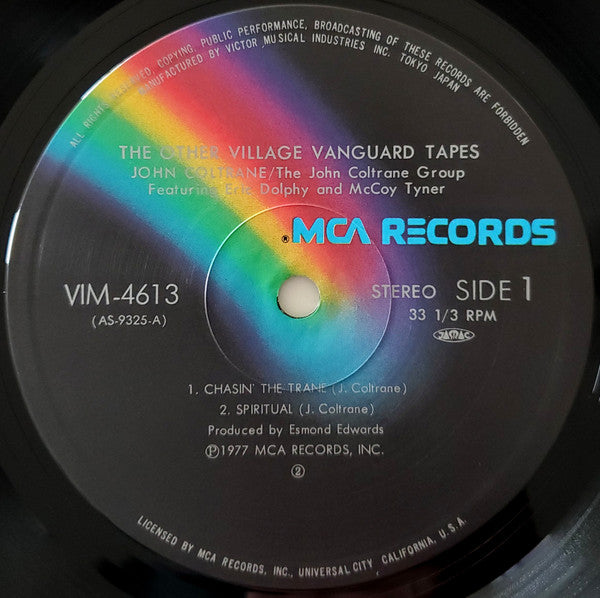 ALL RIGHTS RESERVED. COPYING, PUBLIC PERFORMANCE, BROADCASTING OF THESE RECORDS ARE FORBIDDEN
MANUFACTURED BY VICTOR MUSICAL INDUSTRIES INC. TOKYO JAPAN
THE OTHER VILLAGE VANGUARD TAPES
JOHN COLTRANE/The John Coltrane Group
Featuring Eric Dolphy and McCoy Tyner
®MCA RECORDS
VIM-4613
(AS-9325-A)
STEREO SIDE 1
33 1/3 RPM
JASRAC
1. CHASIN' THE TRANE (J. Coltrane)
2. SPIRITUAL (J. Coltrane)
Produced by Esmond Edwards
Ⓟ1977 MCA RECORDS, INC.
②
LICENSED BY MCA RECORDS, INC., UNIVERSAL CITY, CALIFORNIA, U.S.A.